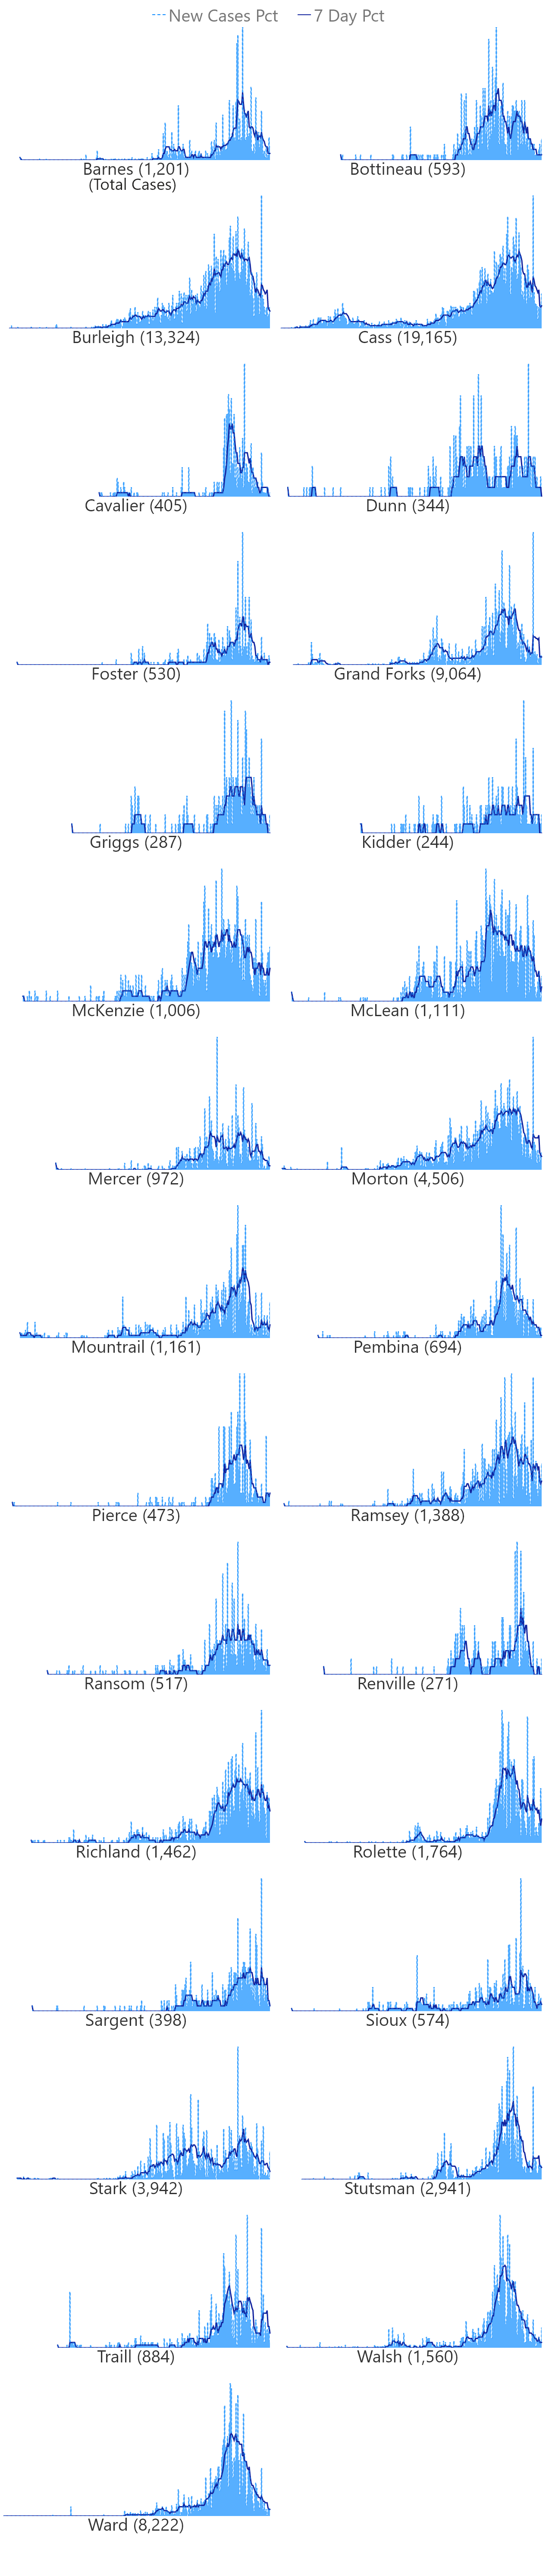 New Cases Pct 7 Day Pct
Barnes (1,201) Bottineau (593)
(Total Cases)
Burleigh (13,324) Cass (19,165)
Cavalier (405) Dunn (344)
Foster (530) Grand Forks (9,064)
Griggs (287) Kidder (244)
McKenzie (1,006) McLean (1,111)
Mercer (972) Morton (4,506)
Mountrail (1,161) Pembina (694)
Pierce (473) Ramsey (1,388)
Ransom (517) Renville (271)
Richland (1,462) Rolette (1,764)
Sargent (398) Sioux (574)
Stark (3,942) Stutsman (2,941)
Traill (884) Walsh (1,560)
Ward (8,222)